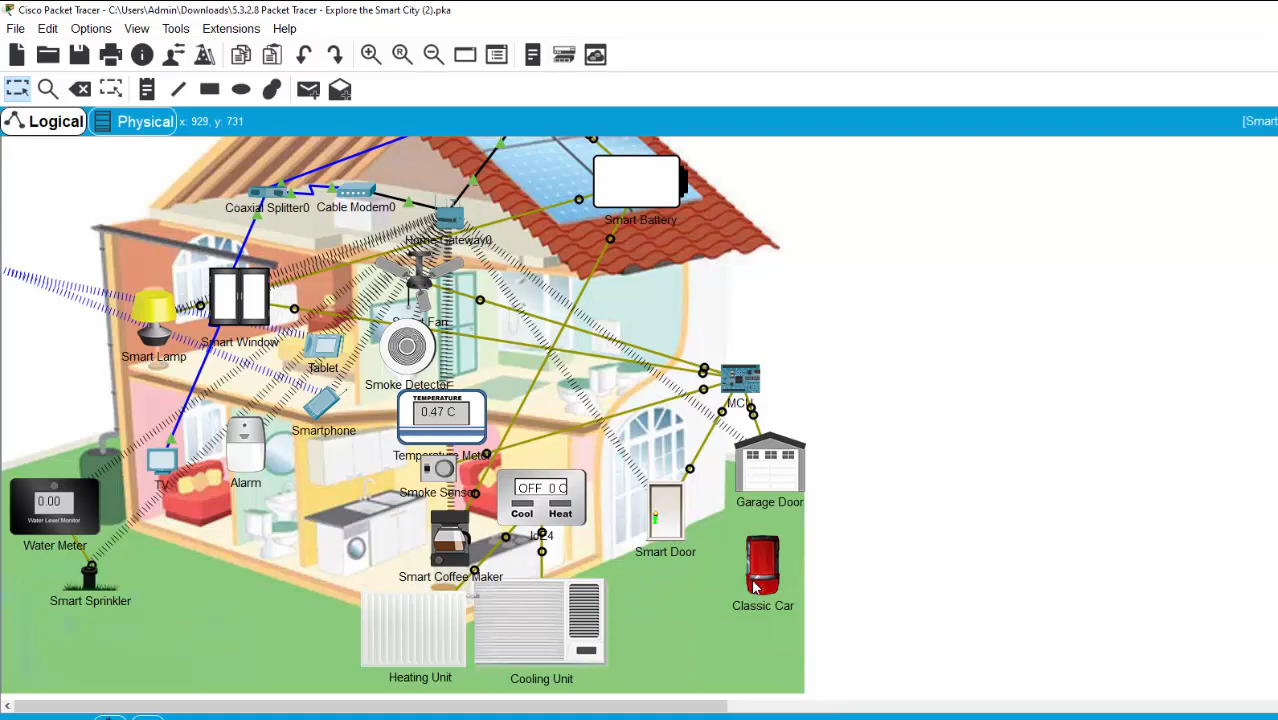 Cisco Packet Tracer - C:\Users\Admin\Downloads\5.3.2.8 Packet Tracer - Explore the Smart City (2).pka
File Edit Options View Tools Extensions Help
Logical Physical x: 929, y: 731 [Smart
Coaxial Splitter0 Cable Modem0
Smart Battery
Home Gateway0
Smart Fan
Smart Lamp Smart Window
Tablet
Smoke Detector
TEMPERATURE
0.47 C
MCU
Smartphone
Temperature Meter
TV Alarm
Smoke Sensor
OFF 0 C
Cool Heat
IoE4
Garage Door
0.00
Water Level Monitor
Water Meter
Smart Door
Smart Coffee Maker
Smart Sprinkler
Classic Car
Heating Unit Cooling Unit